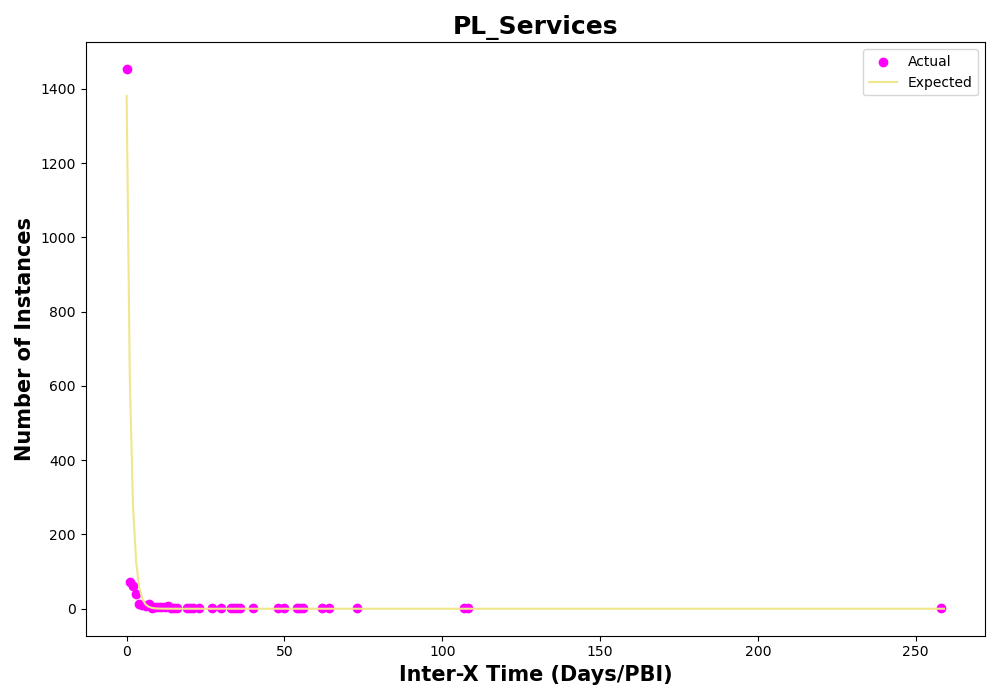 PL_Services
Actual
Expected
Number of Instances
1400
1200
1000
800
600
400
200
0
0 50 100 150 200 250
Inter-X Time (Days/PBI)